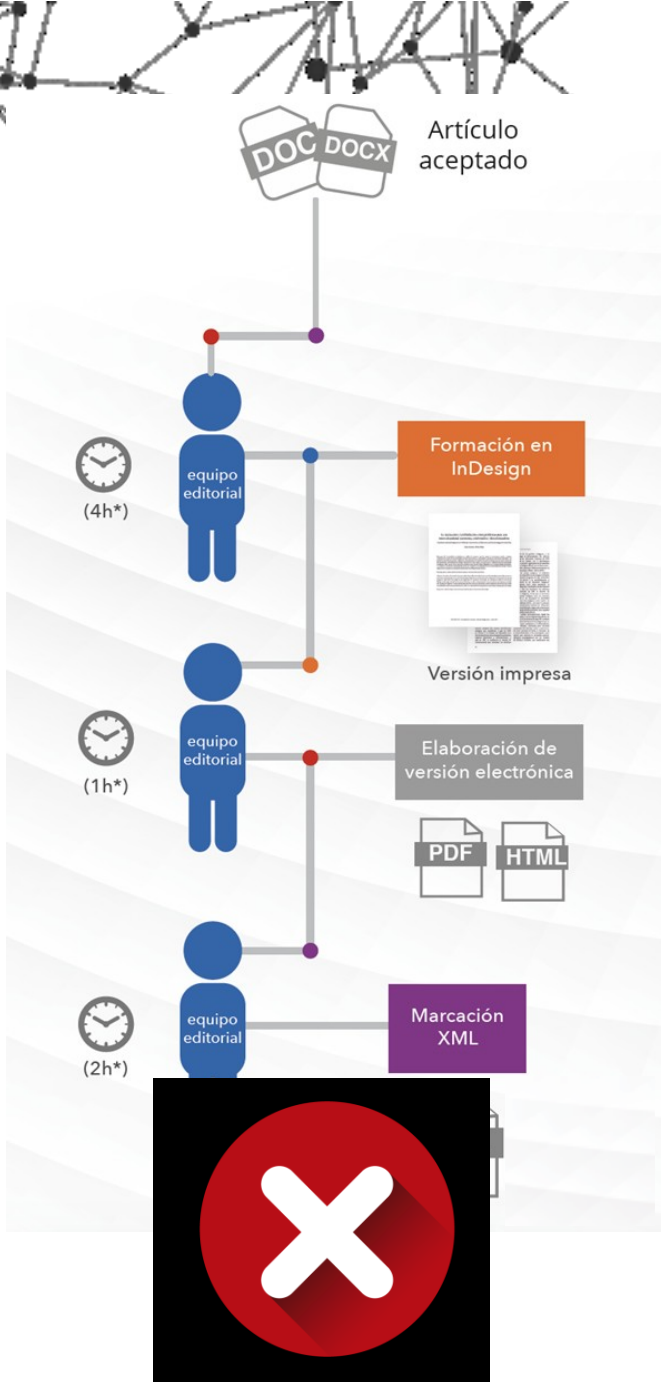 DOC DOCX
Artículo
aceptado
equipo
editorial
(4h*)
Formación en
InDesign
Versión impresa
equipo
editorial
(1h*)
Elaboración de
versión electrónica
PDF HTML
equipo
editorial
(2h*)
Marcación
XML